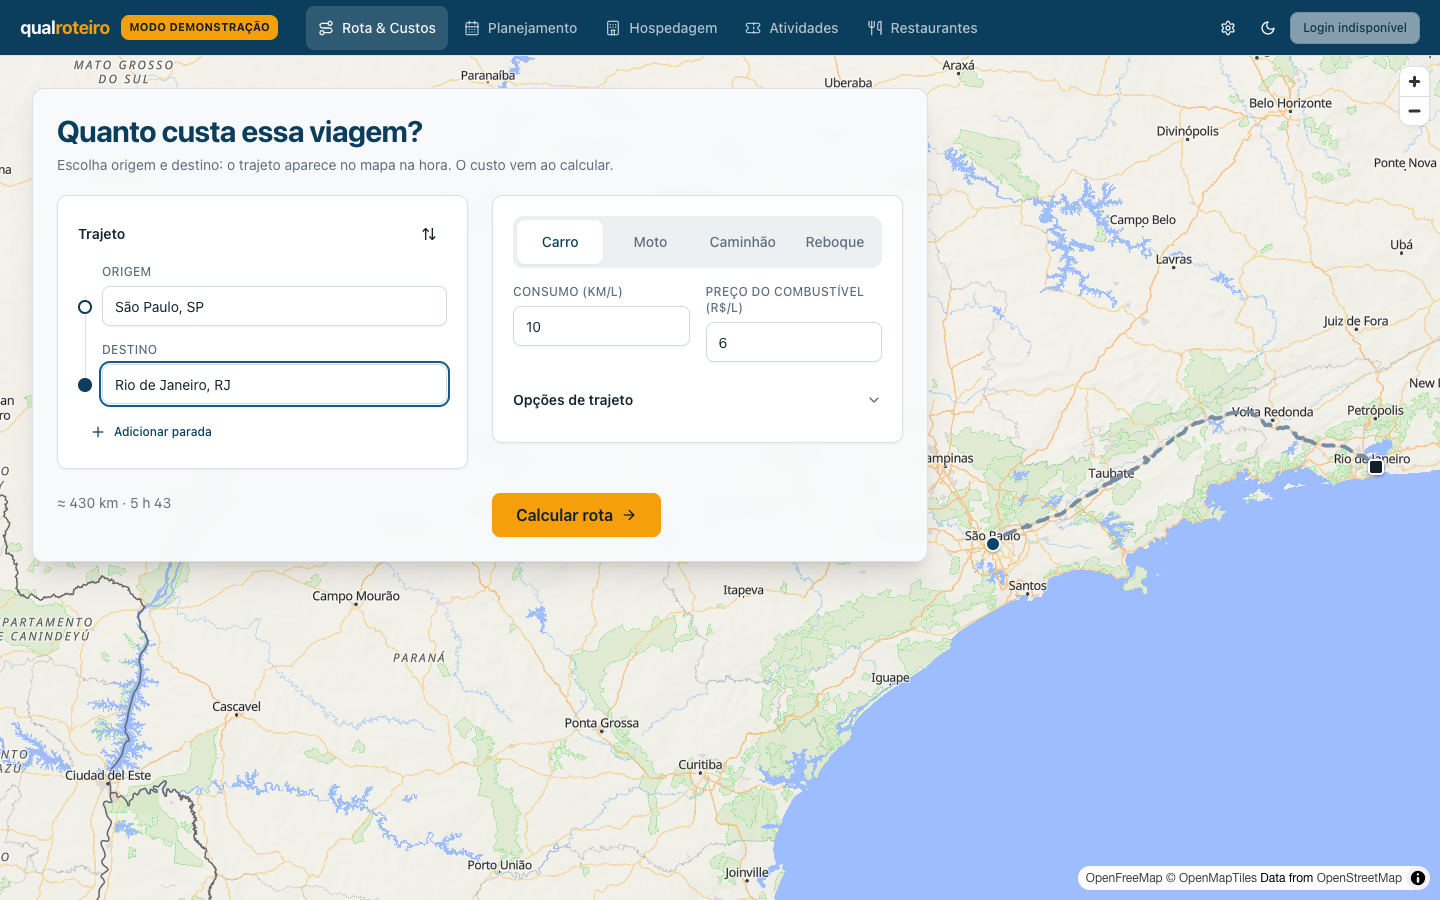 qualroteiro
MODO DEMONSTRAÇÃO
Rota & Custos
Planejamento
Hospedagem
Atividades
Restaurantes
Login indisponível
Quanto custa essa viagem?
Escolha origem e destino: o trajeto aparece no mapa na hora. O custo vem ao calcular.
Trajeto
ORIGEM
São Paulo, SP
DESTINO
Rio de Janeiro, RJ
Adicionar parada
≈ 430 km · 5 h 43
Carro
Moto
Caminhão
Reboque
CONSUMO (KM/L)
10
PREÇO DO COMBUSTÍVEL
(R$/L)
6
Opções de trajeto
Calcular rota
MATO GROSSO
DO SUL
Paranaíba
Uberaba
Araxá
Belo Horizonte
Divinópolis
Ponte Nova
Campo Belo
Ubá
Lavras
Juiz de Fora
New
Volta Redonda
Petrópolis
Rio de Janeiro
ampinas
Taubate
São Paulo
Santos
Itapeva
Campo Mourão
PARTAMENTO
E CANINDEYÚ
PARANÁ
Iguape
Cascavel
Ponta Grossa
Curitiba
Ciudad del Este
Porto União
Joinville
OpenFreeMap © OpenMapTiles Data from OpenStreetMap